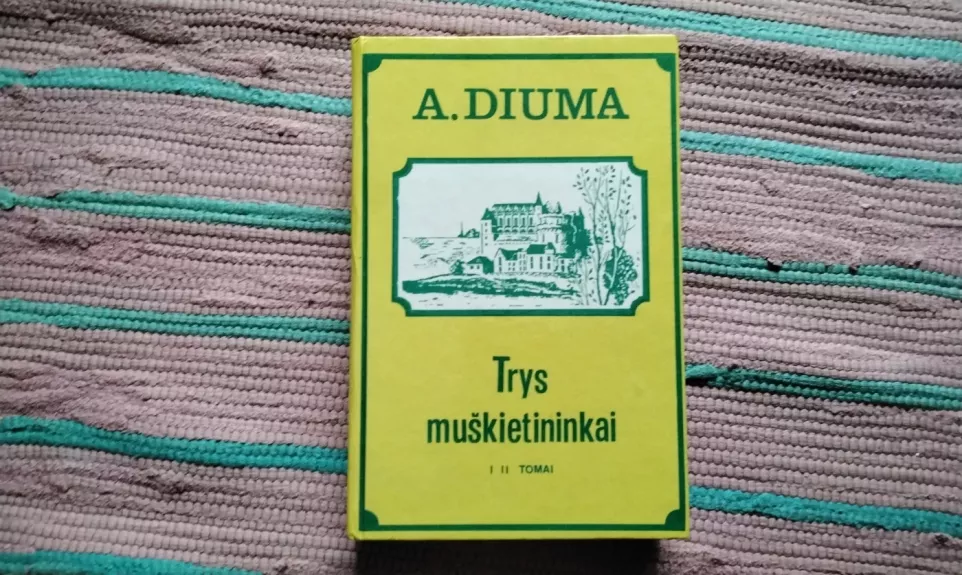 A. DIUMA
Trys
muškietininkai
I II TOMAI